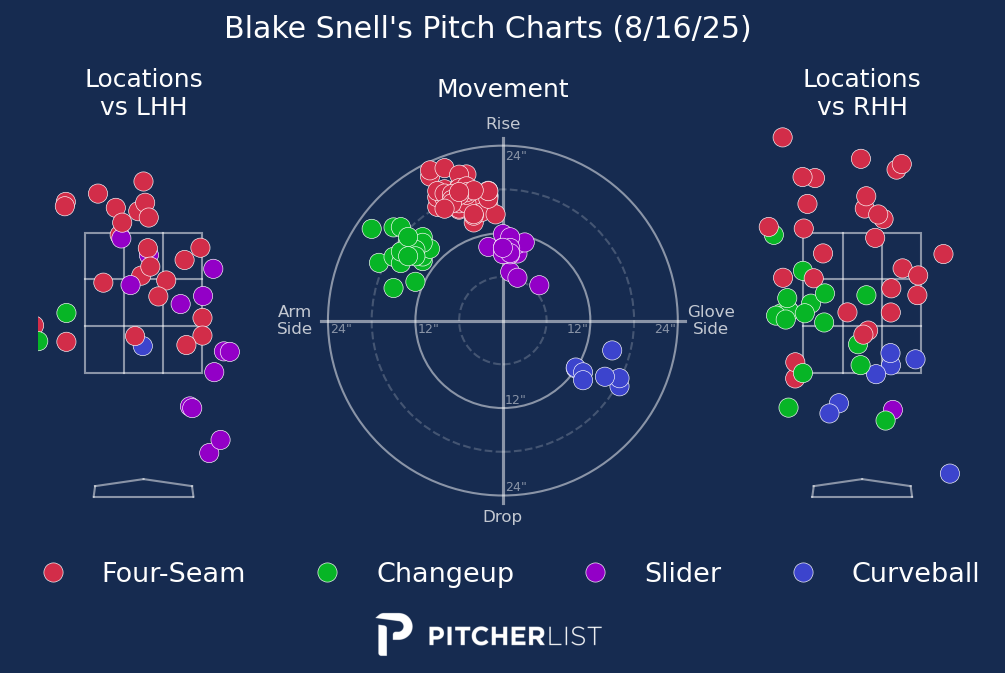 Blake Snell's Pitch Charts (8/16/25)
Locations
vs LHH
Movement
Locations
vs RHH
Rise
24"
Arm
Side
24"
12"
12"
24"
Glove
Side
12"
24"
Drop
Four-Seam
Changeup
Slider
Curveball
PITCHERLIST